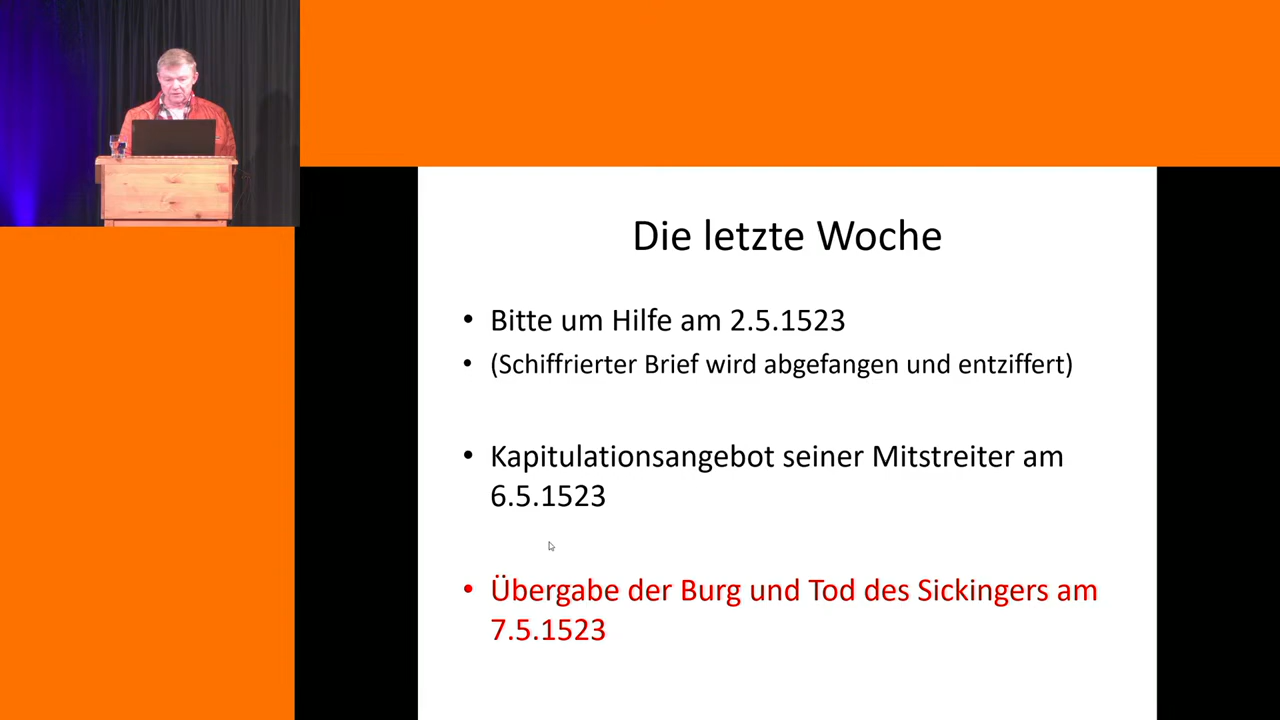 Die letzte Woche
• Bitte um Hilfe am 2.5.1523
• (Schiffrierter Brief wird abgefangen und entziffert)
• Kapitulationsangebot seiner Mitstreiter am
6.5.1523
• Übergabe der Burg und Tod des Sickingers am
7.5.1523